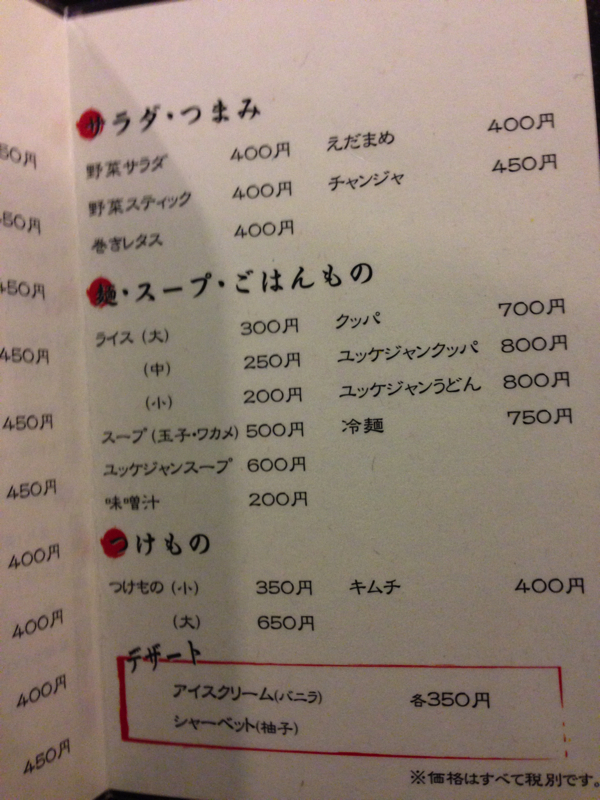 サラダ・つまみ
野菜サラダ 400円 えだまめ 400円
野菜スティック 400円 チャンジャ 450円
巻きレタス 400円
麺・スープ・ごはんもの
ライス(大) 300円 クッパ 700円
(中) 250円 ユッケジャンクッパ 800円
(小) 200円 ユッケジャンうどん 800円
スープ(玉子・ワカメ) 500円 冷麺 750円
ユッケジャンスープ 600円
味噌汁 200円
つけもの
つけもの(小) 350円 キムチ 400円
(大) 650円
デザート
アイスクリーム(バニラ) 各350円
シャーベット(柚子)
※価格はすべて税別です。
450円
450円
450円
400円
400円
400円
450円